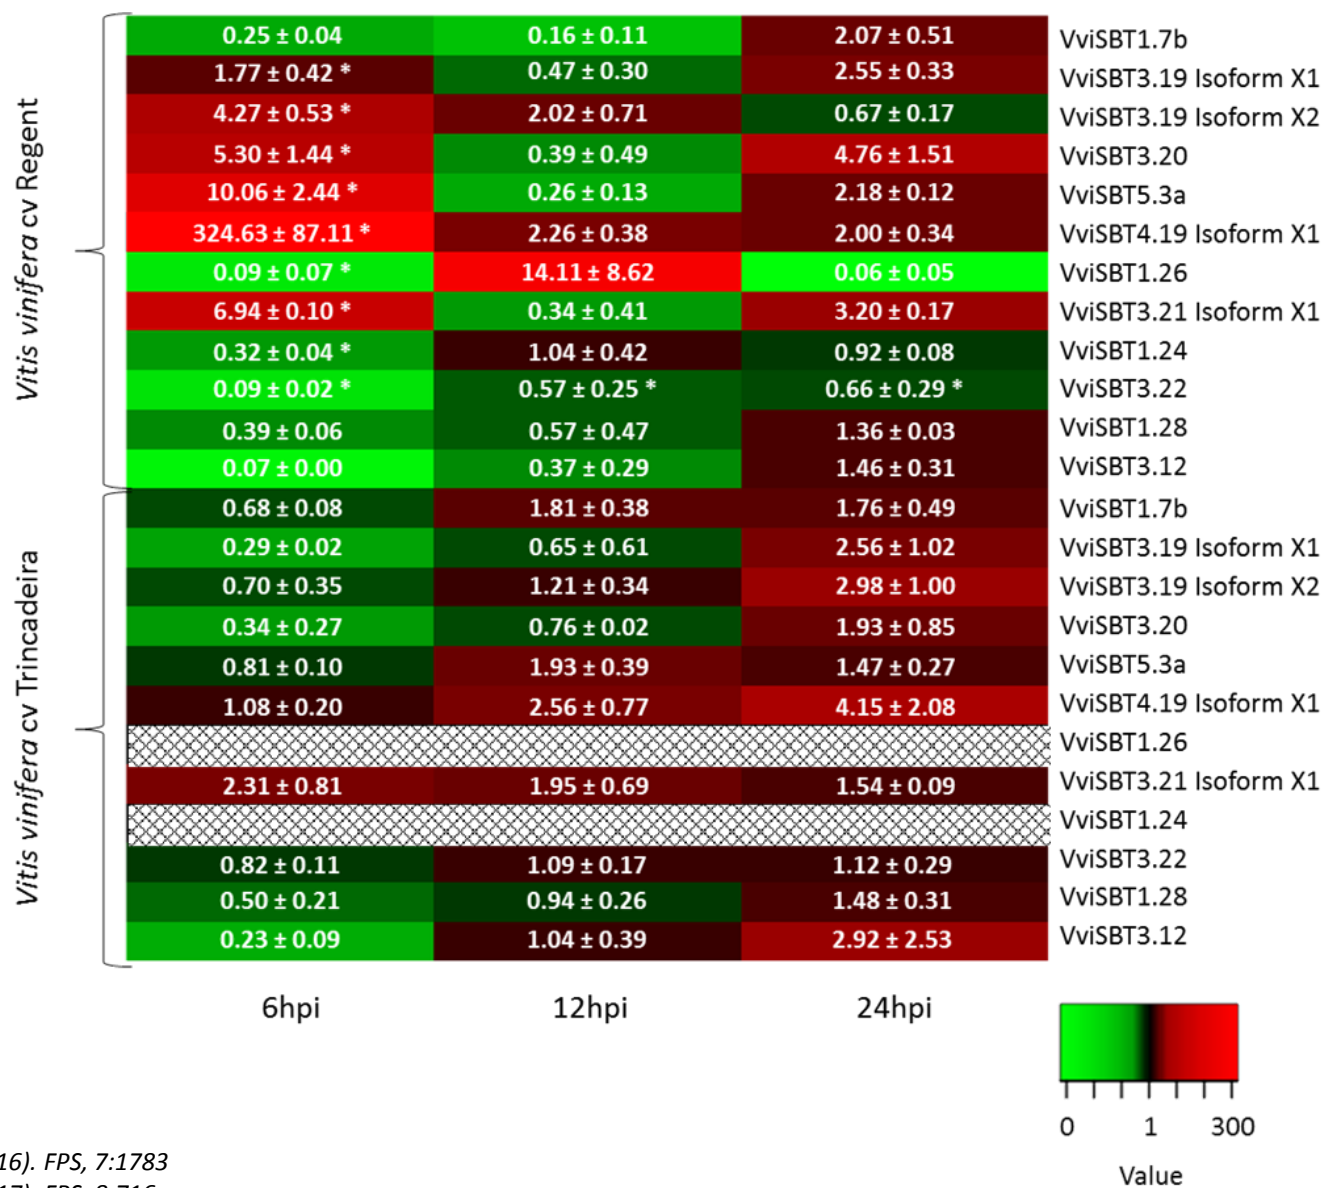 Vitis vinifera cv Regent
0.25 ± 0.04 0.16 ± 0.11 2.07 ± 0.51 VviSBT1.7b
1.77 ± 0.42 * 0.47 ± 0.30 2.55 ± 0.33 VviSBT3.19 Isoform X1
4.27 ± 0.53 * 2.02 ± 0.71 0.67 ± 0.17 VviSBT3.19 Isoform X2
5.30 ± 1.44 * 0.39 ± 0.49 4.76 ± 1.51 VviSBT3.20
10.06 ± 2.44 * 0.26 ± 0.13 2.18 ± 0.12 VviSBT5.3a
324.63 ± 87.11 * 2.26 ± 0.38 2.00 ± 0.34 VviSBT4.19 Isoform X1
0.09 ± 0.07 * 14.11 ± 8.62 0.06 ± 0.05 VviSBT1.26
6.94 ± 0.10 * 0.34 ± 0.41 3.20 ± 0.17 VviSBT3.21 Isoform X1
0.32 ± 0.04 * 1.04 ± 0.42 0.92 ± 0.08 VviSBT1.24
0.09 ± 0.02 * 0.57 ± 0.25 * 0.66 ± 0.29 * VviSBT3.22
0.39 ± 0.06 0.57 ± 0.47 1.36 ± 0.03 VviSBT1.28
0.07 ± 0.00 0.37 ± 0.29 1.46 ± 0.31 VviSBT3.12
Vitis vinifera cv Trincadeira
0.68 ± 0.08 1.81 ± 0.38 1.76 ± 0.49 VviSBT1.7b
0.29 ± 0.02 0.65 ± 0.61 2.56 ± 1.02 VviSBT3.19 Isoform X1
0.70 ± 0.35 1.21 ± 0.34 2.98 ± 1.00 VviSBT3.19 Isoform X2
0.34 ± 0.27 0.76 ± 0.02 1.93 ± 0.85 VviSBT3.20
0.81 ± 0.10 1.93 ± 0.39 1.47 ± 0.27 VviSBT5.3a
1.08 ± 0.20 2.56 ± 0.77 4.15 ± 2.08 VviSBT4.19 Isoform X1
VviSBT1.26
2.31 ± 0.81 1.95 ± 0.69 1.54 ± 0.09 VviSBT3.21 Isoform X1
VviSBT1.24
0.82 ± 0.11 1.09 ± 0.17 1.12 ± 0.29 VviSBT3.22
0.50 ± 0.21 0.94 ± 0.26 1.48 ± 0.31 VviSBT1.28
0.23 ± 0.09 1.04 ± 0.39 2.92 ± 2.53 VviSBT3.12
6hpi 12hpi 24hpi
0 1 300
Value
16). FPS, 7:1783